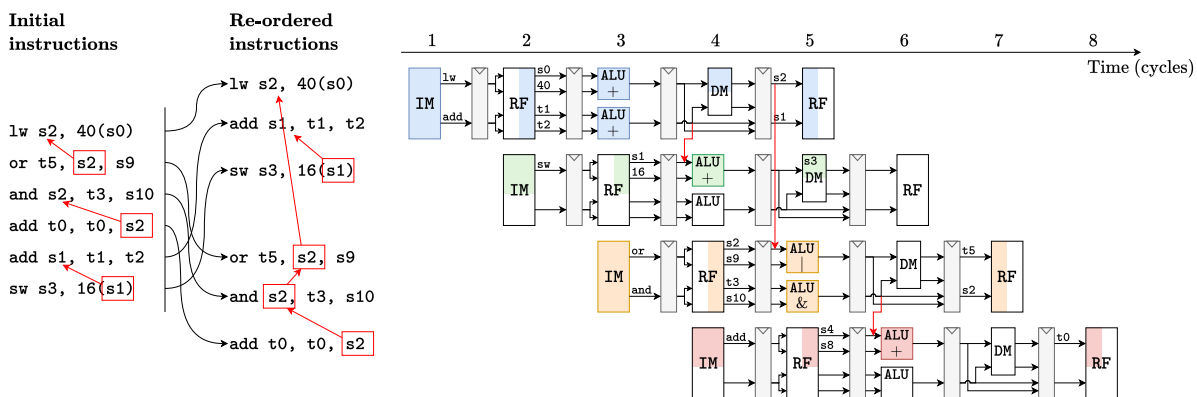 Initial
instructions
lw s2, 40(s0)
or t5, s2, s9
and s2, t3, s10
add t0, t0, s2
add s1, t1, t2
sw s3, 16(s1)
Re-ordered
instructions
lw s2, 40(s0)
add s1, t1, t2
sw s3, 16(s1)
or t5, s2, s9
and s2, t3, s10
add t0, t0, s2
1 2 3 4 5 6 7 8
Time (cycles)
IM
lw
add
RF
s0
40
t1
t2
ALU
+
ALU
+
DM
s2
s1
RF
IM
sw
RF
s1
16
ALU
+
ALU
s3
DM
RF
IM
or
and
RF
s2
s9
t3
s10
ALU
|
ALU
&
DM
t5
s2
RF
IM
add
RF
s4
s8
ALU
+
ALU
DM
t0
RF